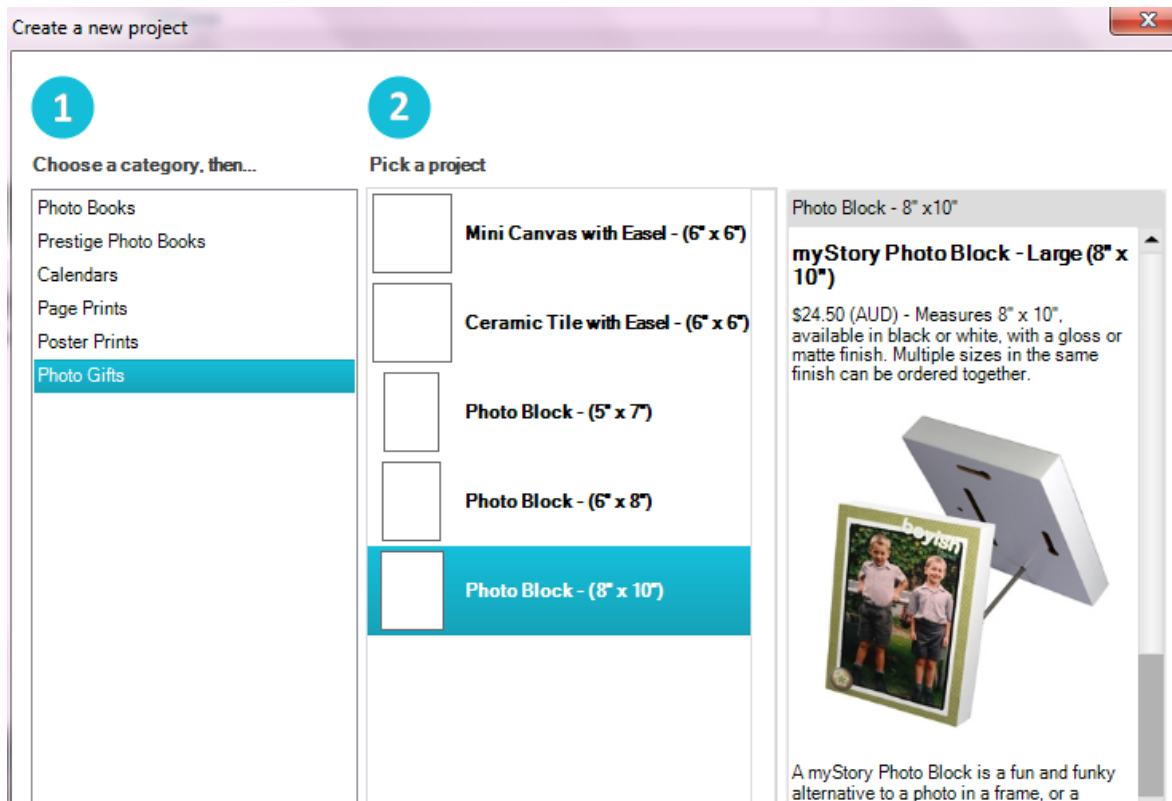 Create a new project
x
1
Choose a category, then...
Photo Books
Prestige Photo Books
Calendars
Page Prints
Poster Prints
Photo Gifts
2
Pick a project
Mini Canvas with Easel - (6" x 6")
Ceramic Tile with Easel - (6" x 6")
Photo Block - (5" x 7")
Photo Block - (6" x 8")
Photo Block - (8" x 10")
Photo Block - 8" x10"
myStory Photo Block - Large (8" x
10")
$24.50 (AUD) - Measures 8" x 10",
available in black or white, with a gloss or
matte finish. Multiple sizes in the same
finish can be ordered together.
boyish
A myStory Photo Block is a fun and funky
alternative to a photo in a frame, or a